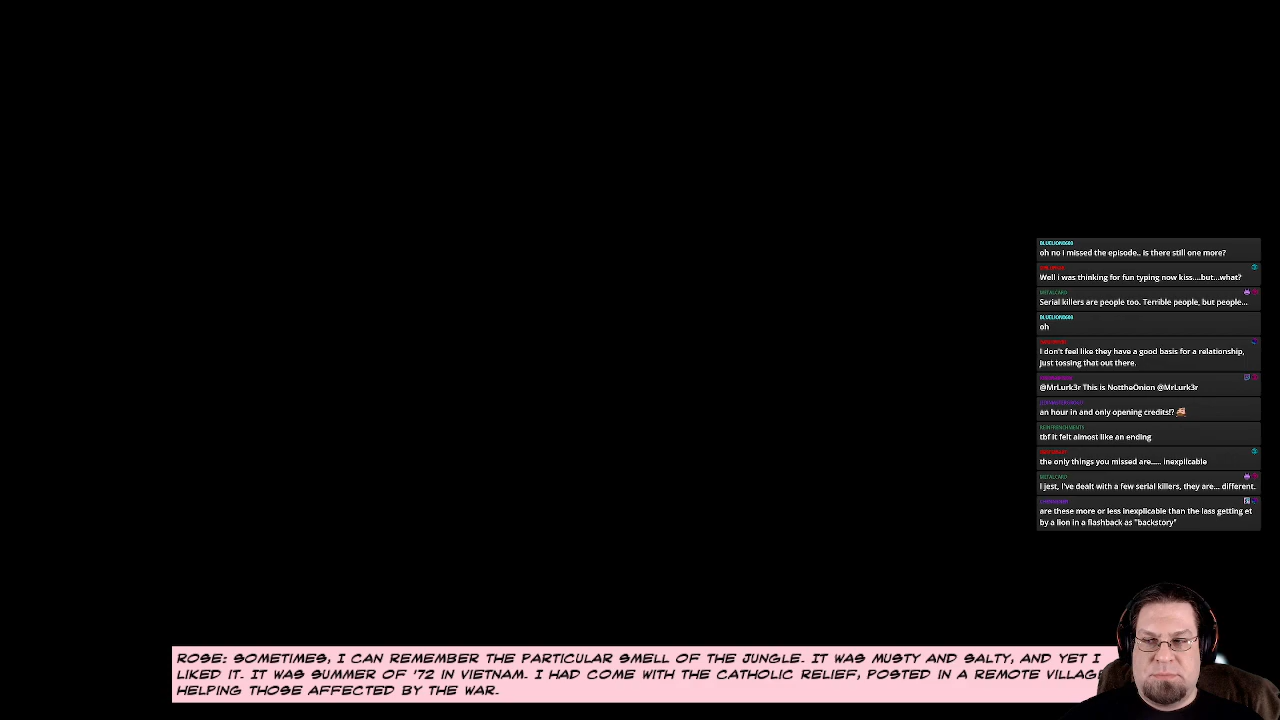 BLUELION8600
oh no i missed the episode.. is there still one more?
Well i was thinking for fun typing now kiss....but...what?
METALCARD
Serial killers are people too. Terrible people, but people...
BLUELION8600
oh
I don't feel like they have a good basis for a relationship,
just tossing that out there.
@MrLurk3r This is NottheOnion @MrLurk3r
an hour in and only opening credits!?
REINFRENCHMENTS
tbf it felt almost like an ending
the only things you missed are..... inexplicable
METALCARD
I jest, I've dealt with a few serial killers, they are... different.
are these more or less inexplicable than the lass getting et
by a lion in a flashback as "backstory"
ROSE: SOMETIMES, I CAN REMEMBER THE PARTICULAR SMELL OF THE JUNGLE. IT WAS MUSTY AND SALTY, AND YET I
LIKED IT. IT WAS SUMMER OF '72 IN VIETNAM. I HAD COME WITH THE CATHOLIC RELIEF, POSTED IN A REMOTE VILLAGE
HELPING THOSE AFFECTED BY THE WAR.